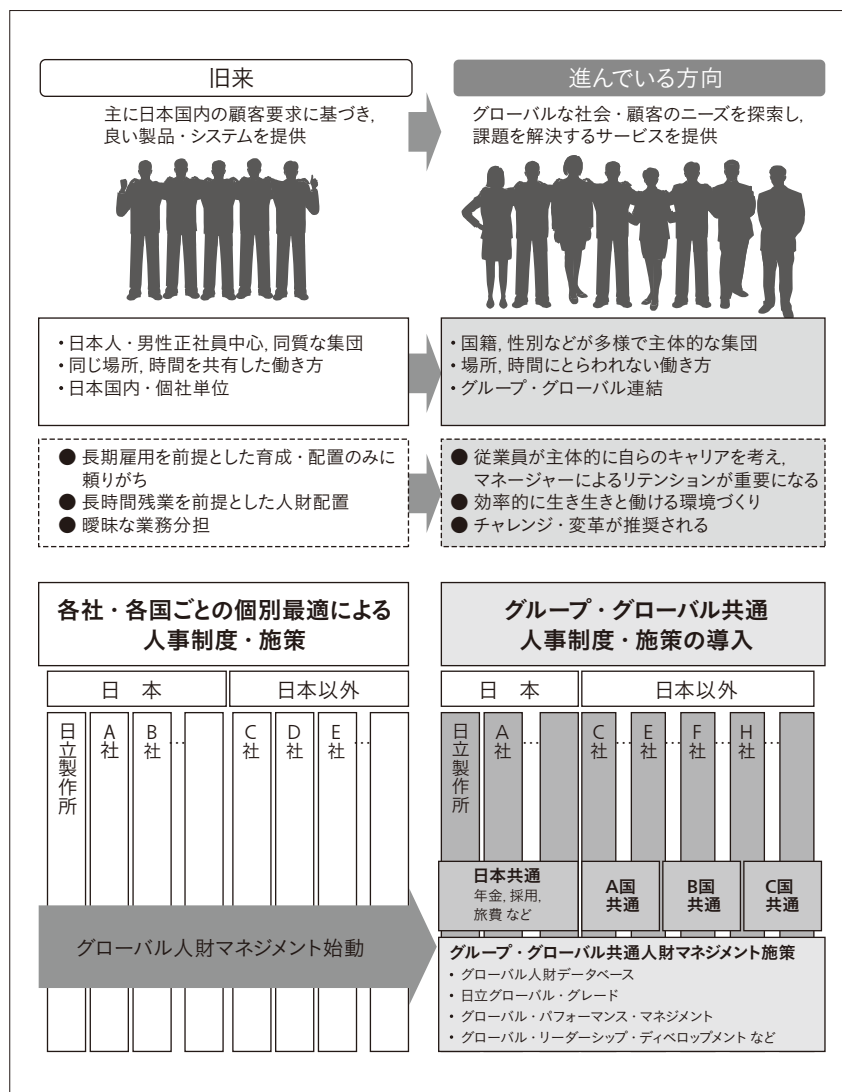 旧来
主に日本国内の顧客要求に基づき,
良い製品・システムを提供
進んでいる方向
グローバルな社会・顧客のニーズを探索し,
課題を解決するサービスを提供
・日本人・男性正社員中心, 同質な集団
・同じ場所, 時間を共有した働き方
・日本国内・個社単位
・国籍, 性別などが多様で主体的な集団
・場所, 時間にとらわれない働き方
・グループ・グローバル連結
● 長期雇用を前提とした育成・配置のみに
頼りがち
● 長時間残業を前提とした人財配置
● 曖昧な業務分担
● 従業員が主体的に自らのキャリアを考え,
マネージャーによるリテンションが重要になる
● 効率的に生き生きと働ける環境づくり
● チャレンジ・変革が推奨される
各社・各国ごとの個別最適による
人事制度・施策
日 本
日本以外
日立製作所
A社
B社
…
C社
D社
E社
…
グローバル人財マネジメント始動
グループ・グローバル共通
人事制度・施策の導入
日 本
日本以外
日立製作所
A社
…
C社
…
E社
…
F社
…
H社
…
日本共通
年金, 採用,
旅費 など
A国
共通
B国
共通
C国
共通
グループ・グローバル共通人財マネジメント施策
・ グローバル人財データベース
・ 日立グローバル・グレード
・ グローバル・パフォーマンス・マネジメント
・ グローバル・リーダーシップ・ディベロップメント など